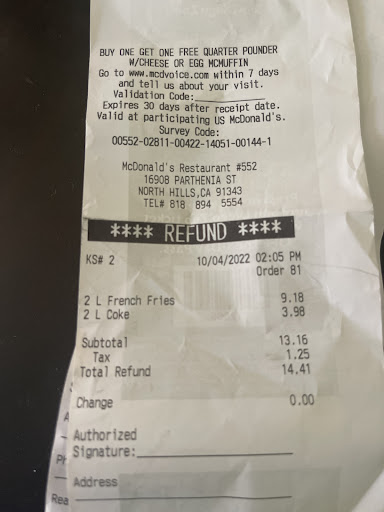 BUY ONE GET ONE FREE QUARTER POUNDER
W/CHEESE OR EGG MCMUFFIN
Go to www.mcdvoice.com within 7 days
and tell us about your visit.
Validation Code:
Expires 30 days after receipt date.
Valid at participating US McDonald's.
Survey Code:
00552-02811-00422-14051-00144-1
McDonald's Restaurant #552
16908 PARTHENIA ST
NORTH HILLS,CA 91343
TEL# 818 894 5554
**** REFUND ****
KS# 2 10/04/2022 02:05 PM
Order 81
2 L French Fries 9.18
2 L Coke 3.98
Subtotal 13.16
Tax 1.25
Total Refund 14.41
Change 0.00
Authorized
Signature:
Address
Rea